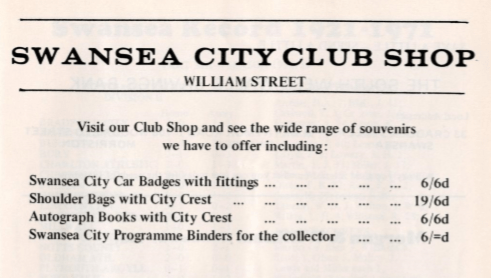 SWANSEA CITY CLUB SHOP
WILLIAM STREET
Visit our Club Shop and see the wide range of souvenirs
we have to offer including:
Swansea City Car Badges with fittings ... ... ... ... ... 6/6d
Shoulder Bags with City Crest ... ... ... ... ... ... 19/6d
Autograph Books with City Crest ... ... ... ... ... 6/6d
Swansea City Programme Binders for the collector ... ... 6/=d